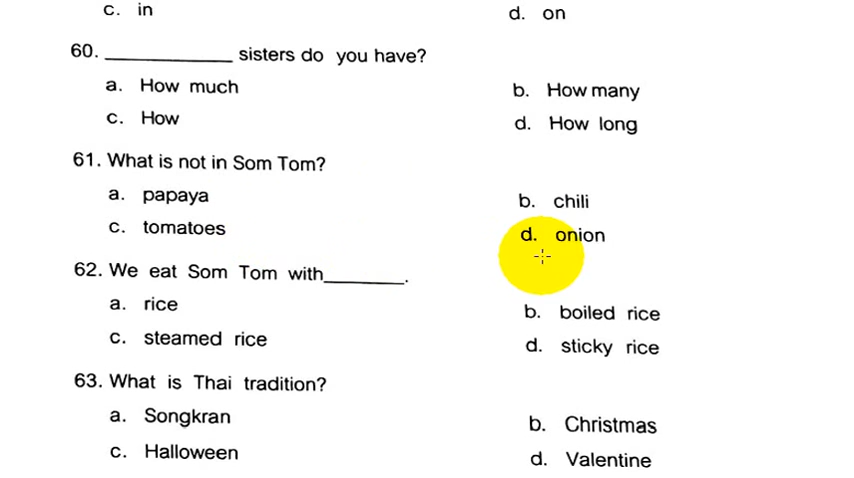 c. in d. on
60. ____________ sisters do you have?
a. How much b. How many
c. How d. How long
61. What is not in Som Tom?
a. papaya b. chili
c. tomatoes d. onion
62. We eat Som Tom with________.
a. rice b. boiled rice
c. steamed rice d. sticky rice
63. What is Thai tradition?
a. Songkran b. Christmas
c. Halloween d. Valentine